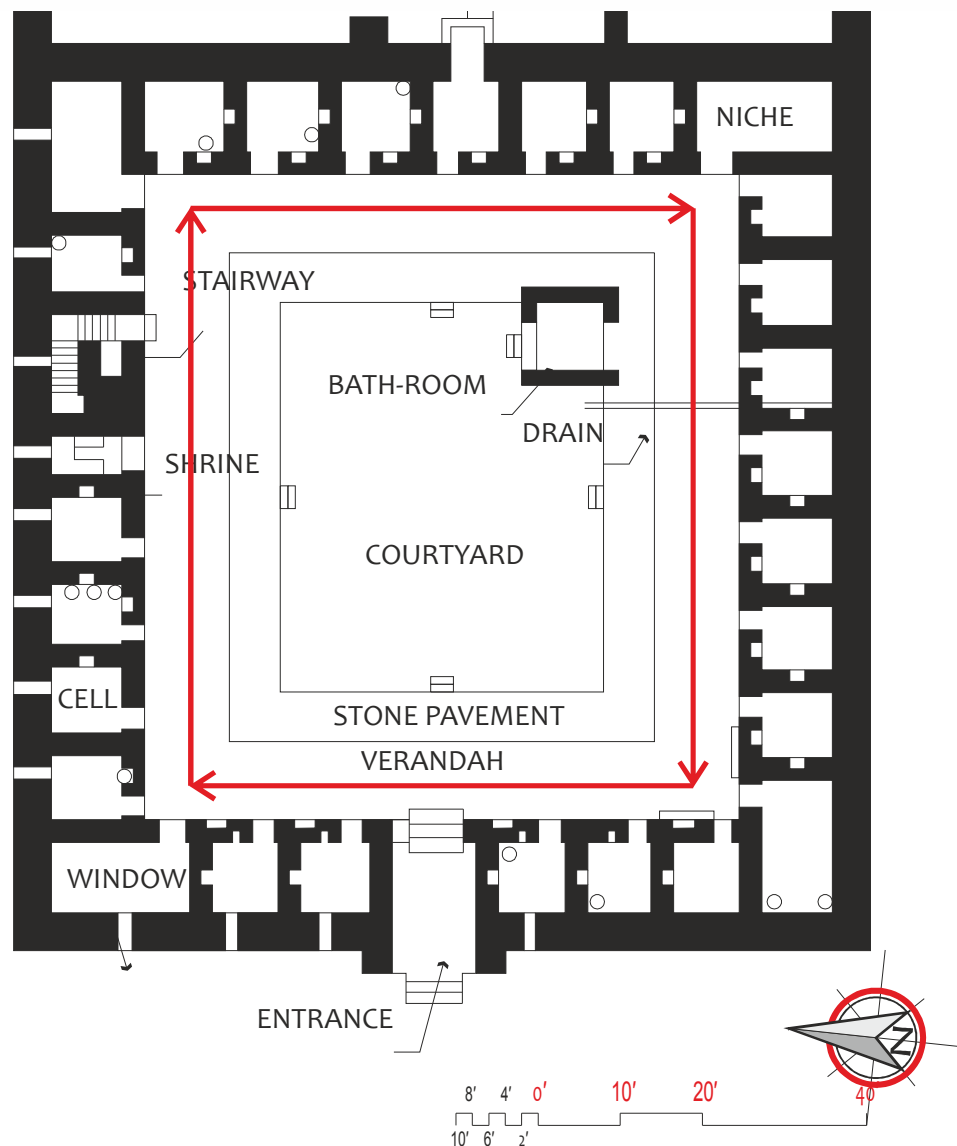 NICHE
STAIRWAY
BATH-ROOM
DRAIN
SHRINE
COURTYARD
CELL
STONE PAVEMENT
VERANDAH
WINDOW
ENTRANCE
N
8' 4' 0' 10' 20' 40'
10' 6' 2'